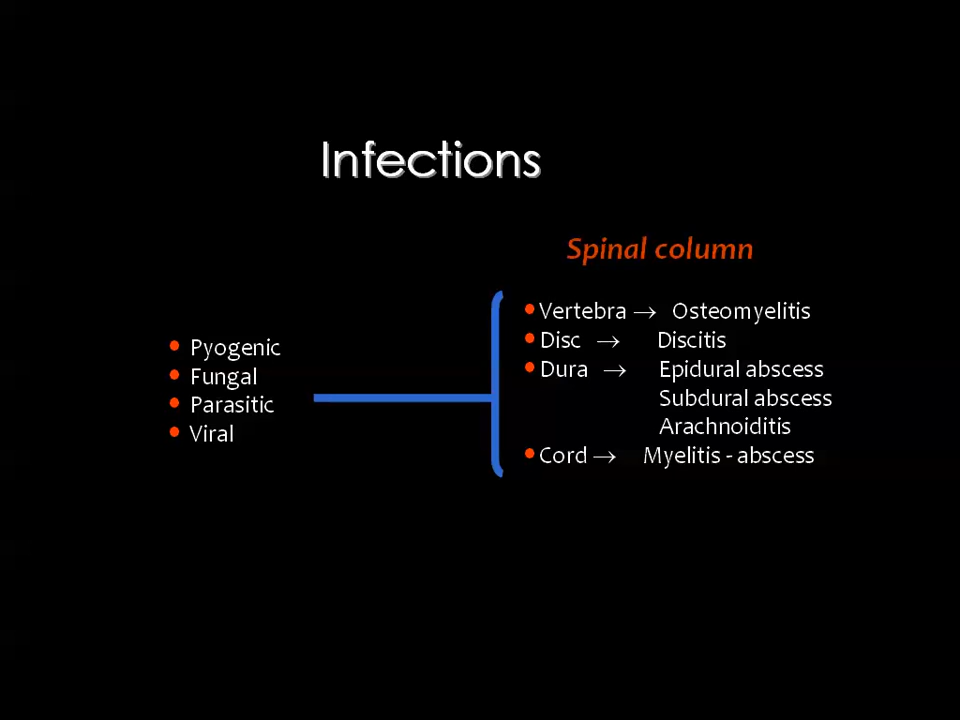 Infections
Spinal column
• Pyogenic
• Fungal
• Parasitic
• Viral
• Vertebra → Osteomyelitis
• Disc → Discitis
• Dura → Epidural abscess
Subdural abscess
Arachnoiditis
• Cord → Myelitis - abscess